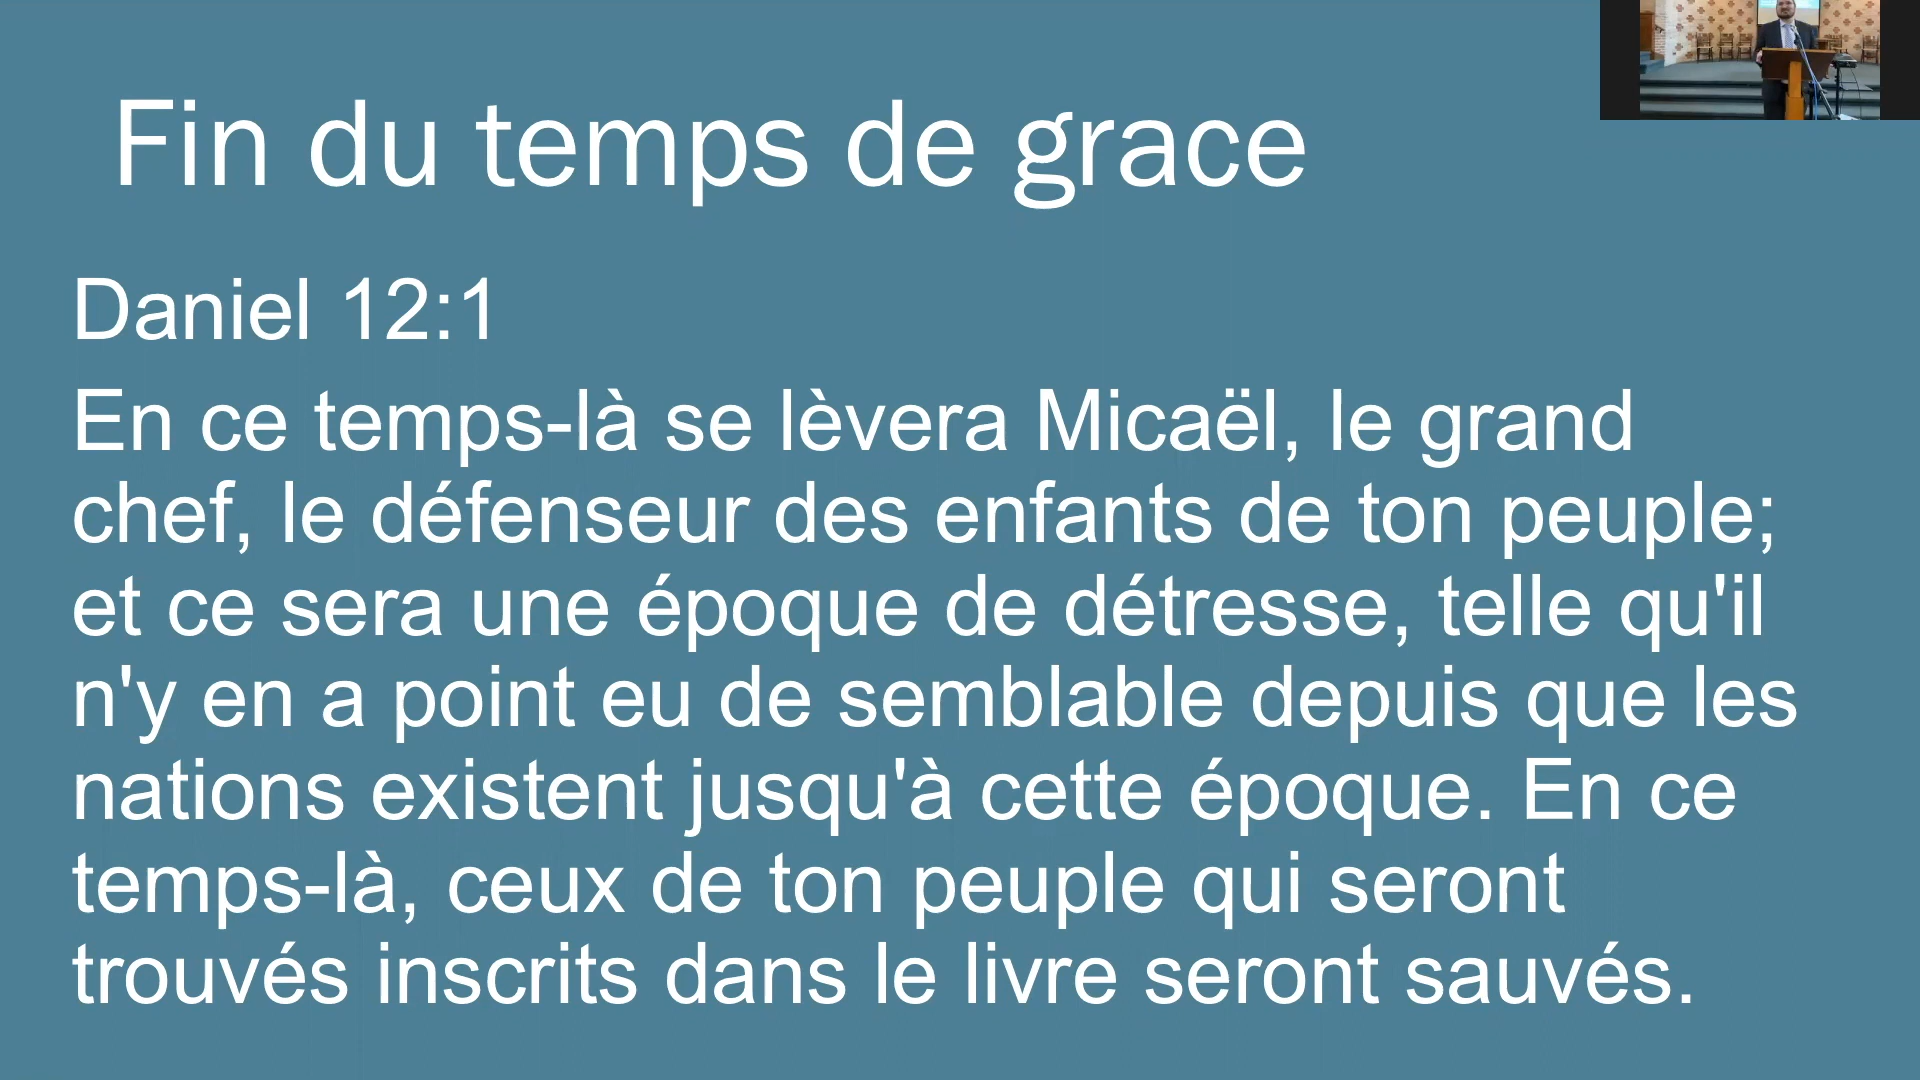 Fin du temps de grace
Daniel 12:1
En ce temps-là se lèvera Micaël, le grand
chef, le défenseur des enfants de ton peuple;
et ce sera une époque de détresse, telle qu'il
n'y en a point eu de semblable depuis que les
nations existent jusqu'à cette époque. En ce
temps-là, ceux de ton peuple qui seront
trouvés inscrits dans le livre seront sauvés.